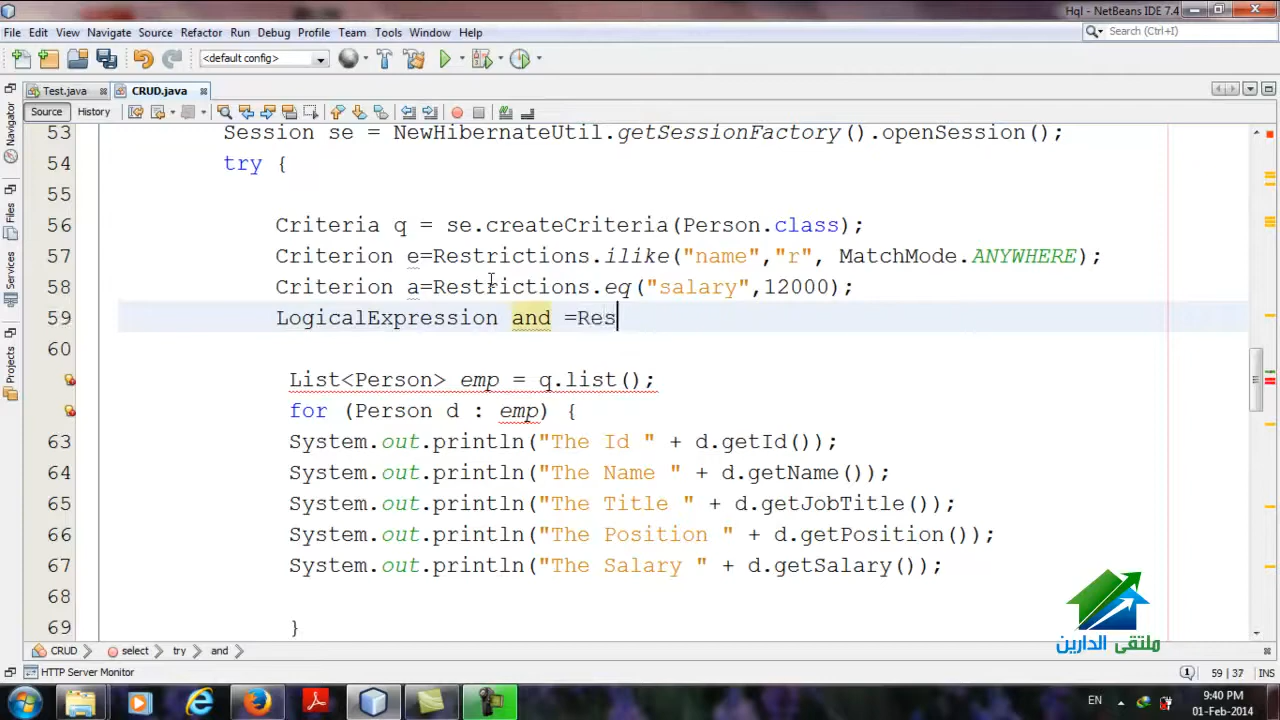 Hql - NetBeans IDE 7.4
File Edit View Navigate Source Refactor Run Debug Profile Team Tools Window Help
Search (Ctrl+I)
<default config>
Test.java CRUD.java
Source History
Navigator
Files
Services
Projects
53 Session se = NewHibernateUtil.getSessionFactory().openSession();
54 try {
55
56 Criteria q = se.createCriteria(Person.class);
57 Criterion e=Restrictions.ilike("name","r", MatchMode.ANYWHERE);
58 Criterion a=Restrictions.eq("salary",12000);
59 LogicalExpression and =Res
60
List<Person> emp = q.list();
for (Person d : emp) {
63 System.out.println("The Id " + d.getId());
64 System.out.println("The Name " + d.getName());
65 System.out.println("The Title " + d.getJobTitle());
66 System.out.println("The Position " + d.getPosition());
67 System.out.println("The Salary " + d.getSalary());
68
69 }
ملتقى الدارين
CRUD select try and
HTTP Server Monitor
1 59 | 37 INS
EN
9:40 PM
01-Feb-2014